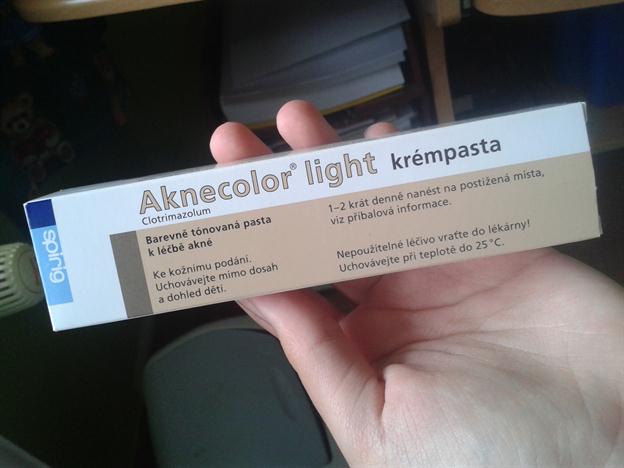 Aknecolor® light krémpasta
Clotrimazolum
Barevně tónovaná pasta
k léčbě akné
Ke kožnímu podání.
Uchovávejte mimo dosah
a dohled dětí.
1–2 krát denně nanést na postižená místa,
viz příbalová informace.
Nepoužitelné léčivo vraťte do lékárny!
Uchovávejte při teplotě do 25 °C.
spirig